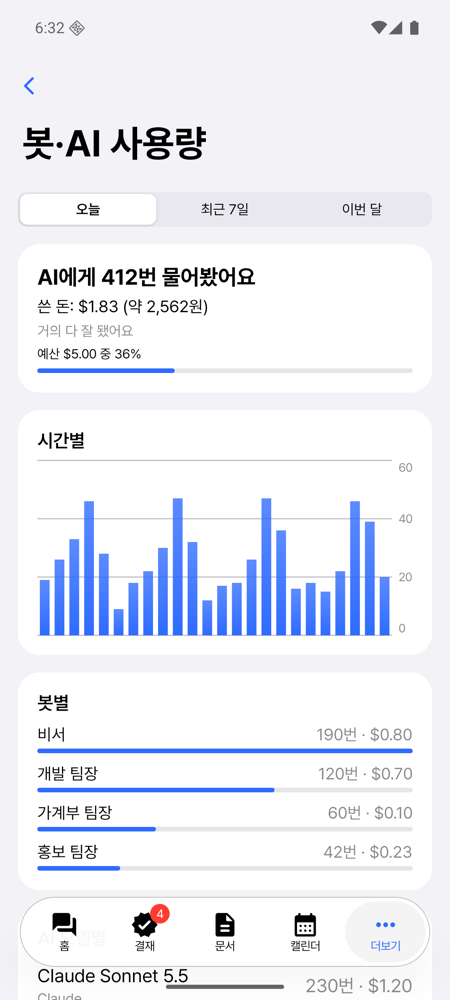 6:32
봇·AI 사용량
오늘 최근 7일 이번 달
AI에게 412번 물어봤어요
쓴 돈: $1.83 (약 2,562원)
거의 다 잘 됐어요
예산 $5.00 중 36%
시간별
60
40
20
0
봇별
비서 190번 · $0.80
개발 팀장 120번 · $0.70
가계부 팀장 60번 · $0.10
홍보 팀장 42번 · $0.23
4
홈 결재 문서 캘린더 더보기
Claude Sonnet 5.5 230번 · $1.20
Claude